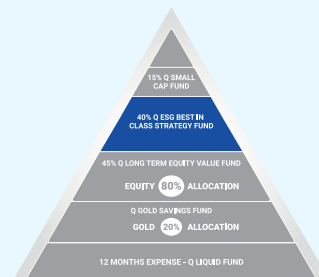 15% Q SMALL
CAP FUND
40% Q ESG BEST IN
CLASS STRATEGY FUND
45% Q LONG TERM EQUITY VALUE FUND
EQUITY 80% ALLOCATION
Q GOLD SAVINGS FUND
GOLD 20% ALLOCATION
12 MONTHS EXPENSE - Q LIQUID FUND